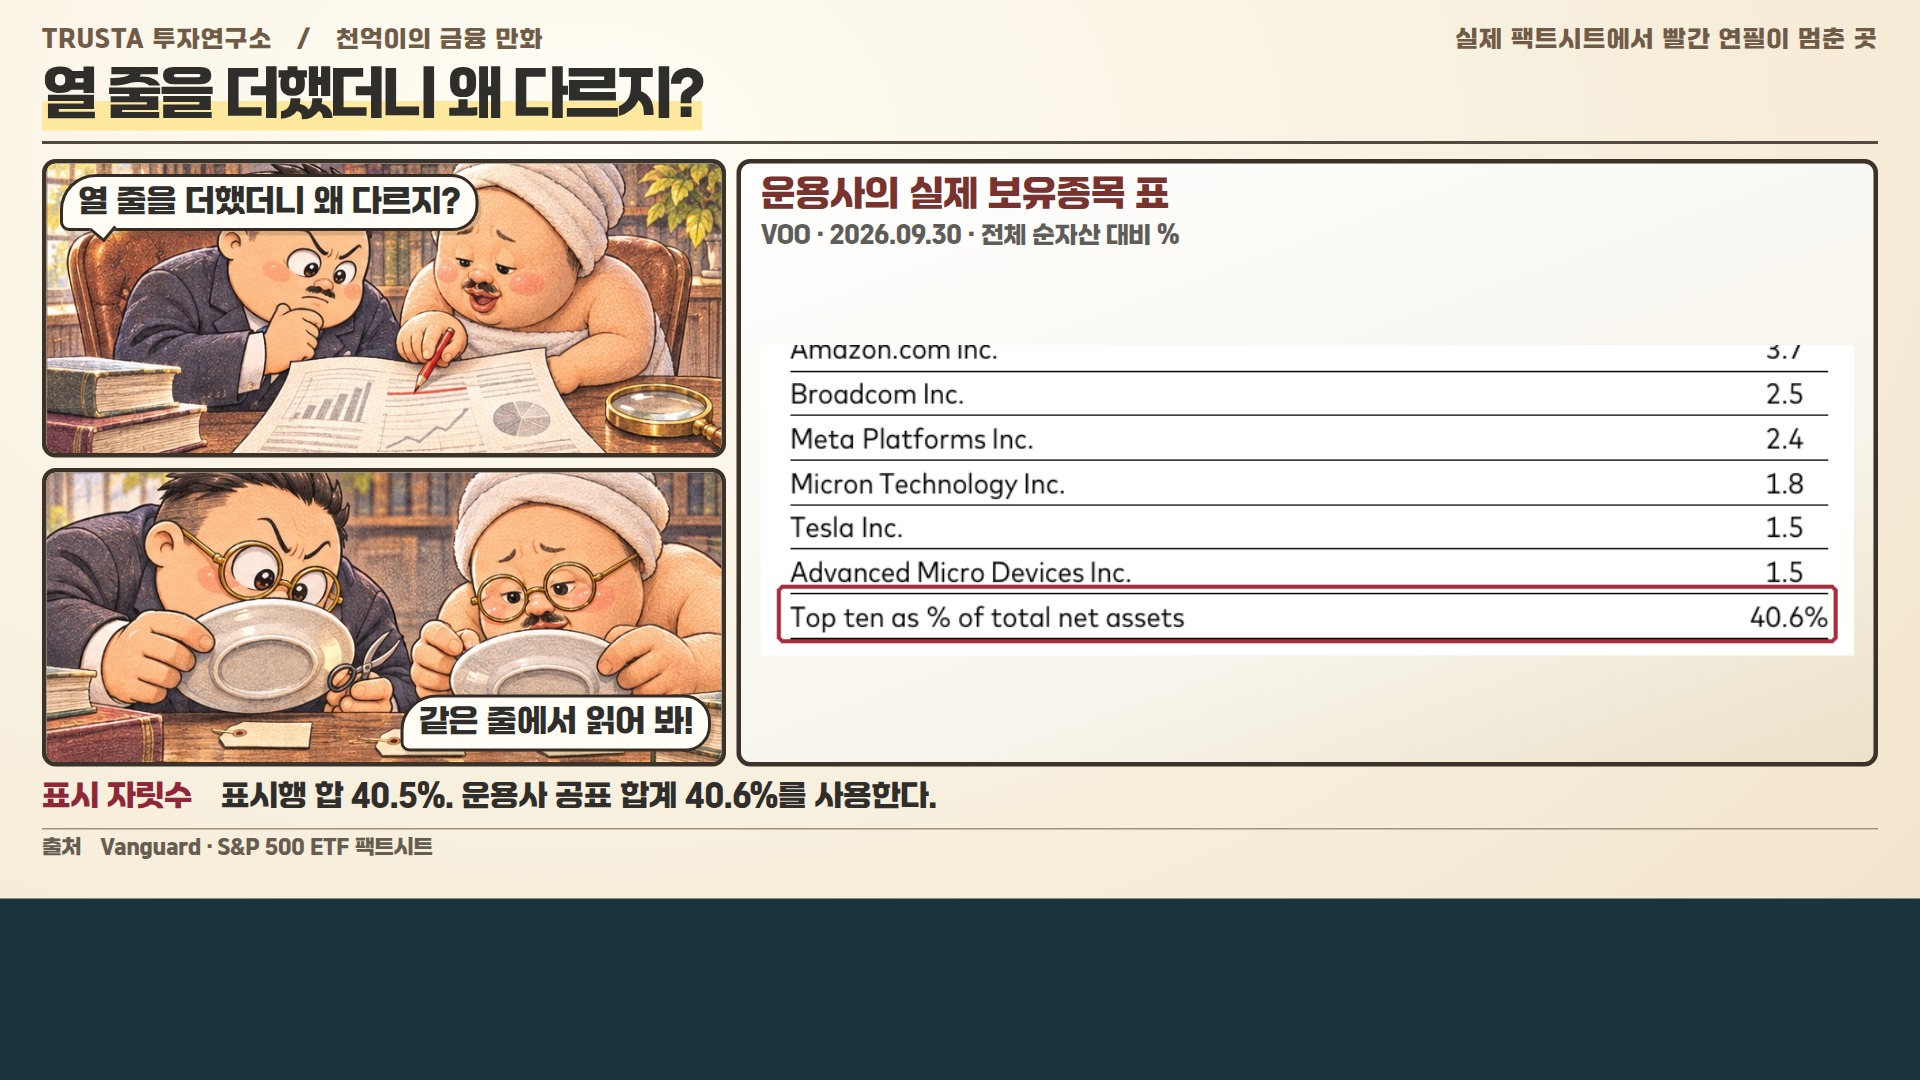 TRUSTA 투자연구소 / 천억이의 금융 만화
실제 팩트시트에서 빨간 연필이 멈춘 곳
열 줄을 더했더니 왜 다르지?
열 줄을 더했더니 왜 다르지?
같은 줄에서 읽어 봐!
운용사의 실제 보유종목 표
VOO · 2026.09.30 · 전체 순자산 대비 %
Amazon.com Inc. 3.7
Broadcom Inc. 2.5
Meta Platforms Inc. 2.4
Micron Technology Inc. 1.8
Tesla Inc. 1.5
Advanced Micro Devices Inc. 1.5
Top ten as % of total net assets 40.6%
표시 자릿수 표시행 합 40.5%. 운용사 공표 합계 40.6%를 사용한다.
출처 Vanguard · S&P 500 ETF 팩트시트